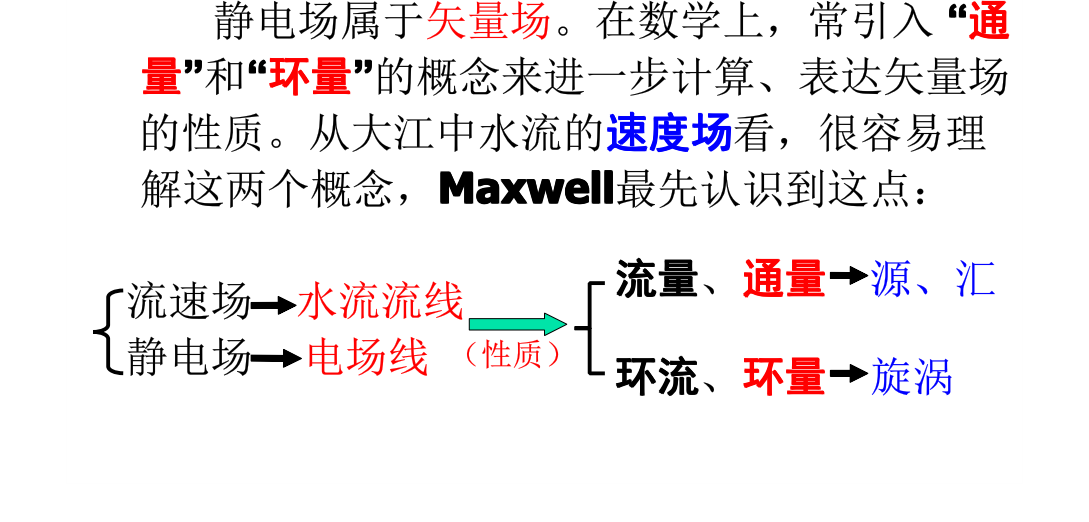 静电场属于矢量场。在数学上，常引入 “通
量”和“环量”的概念来进一步计算、表达矢量场
的性质。从大江中水流的速度场看，很容易理
解这两个概念，Maxwell最先认识到这点：
流速场→水流流线
静电场→电场线
（性质）
流量、通量→源、汇
环流、环量→旋涡